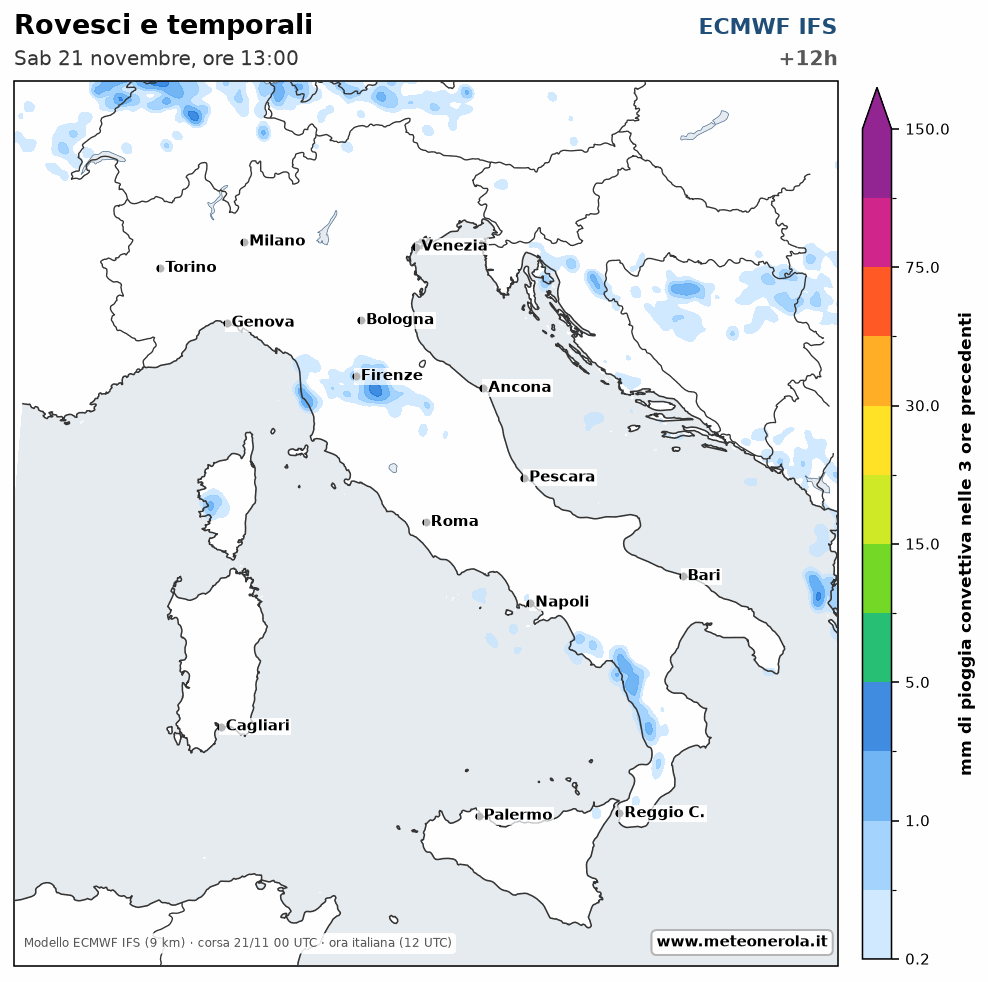 Rovesci e temporali
ECMWF IFS
Sab 21 novembre, ore 13:00
+12h
150.0
75.0
30.0
15.0
5.0
1.0
0.2
mm di pioggia convettiva nelle 3 ore precedenti
Milano
Venezia
Torino
Genova
Bologna
Firenze
Ancona
Pescara
Roma
Bari
Napoli
Cagliari
Palermo
Reggio C.
Modello ECMWF IFS (9 km) · corsa 21/11 00 UTC · ora italiana (12 UTC)
www.meteonerola.it